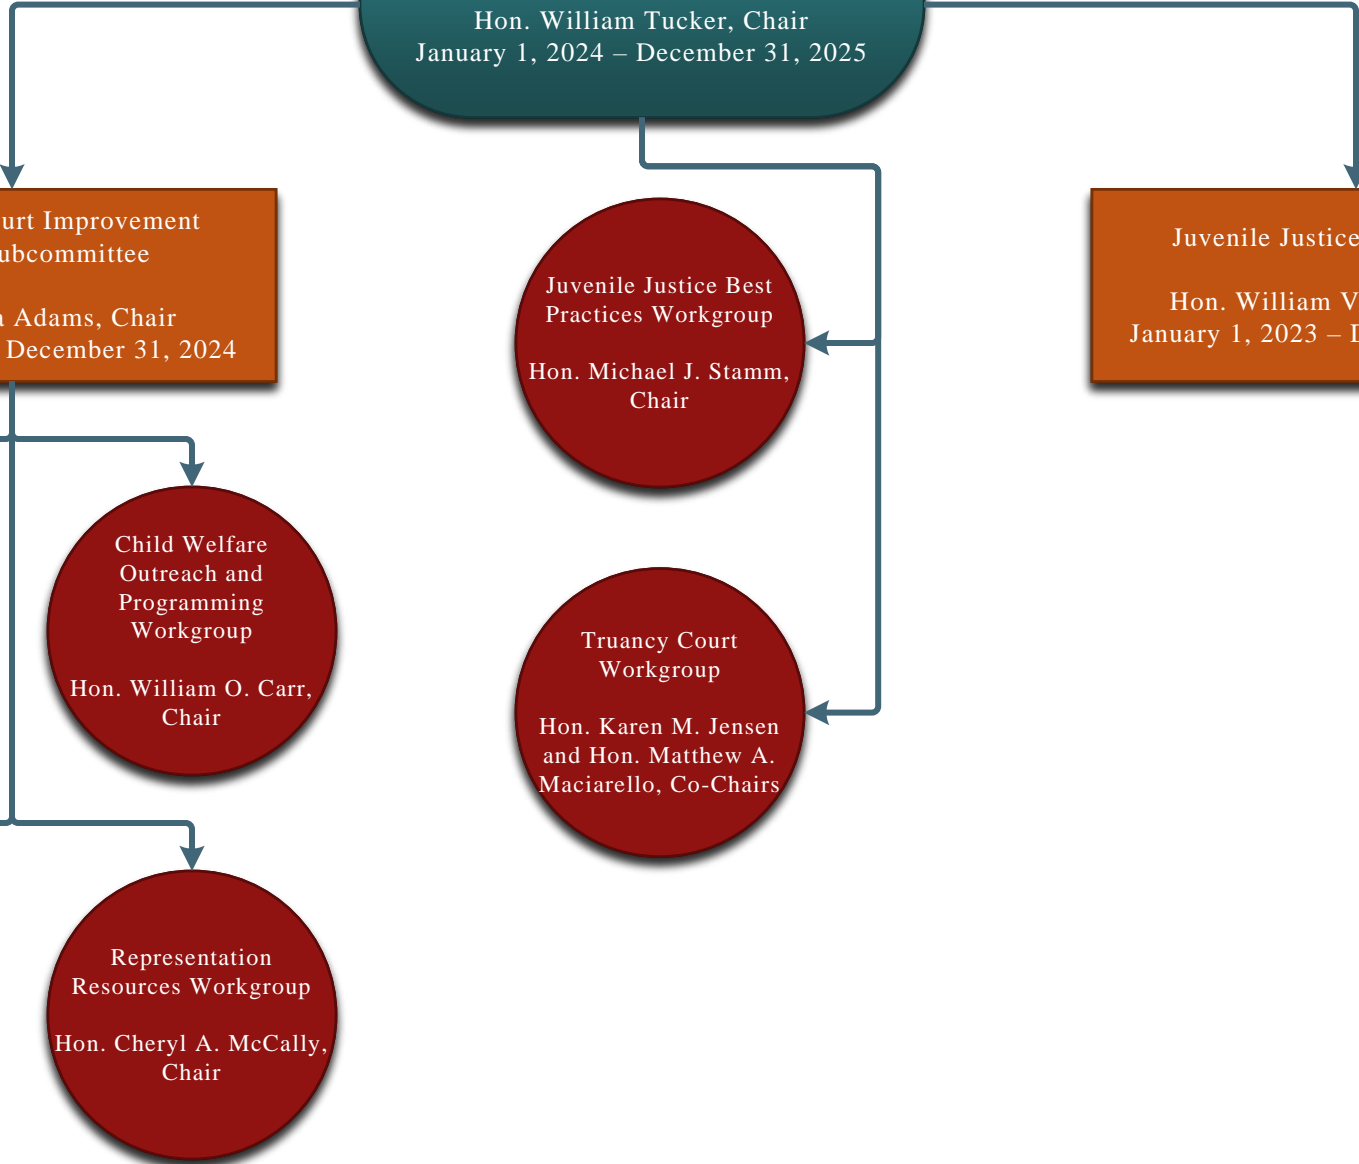 Hon. William Tucker, Chair
January 1, 2024 – December 31, 2025
Improvement
Adams, Chair
December 31, 2024
Juvenile Justice Best
Practices Workgroup
Hon. Michael J. Stamm,
Chair
Juvenile Justice
Hon. William
January 1, 2023 –
Child Welfare
Outreach and
Programming
Workgroup
Hon. William O. Carr,
Chair
Truancy Court
Workgroup
Hon. Karen M. Jensen
and Hon. Matthew A.
Maciarello, Co-Chairs
Representation
Resources Workgroup
Hon. Cheryl A. McCally,
Chair